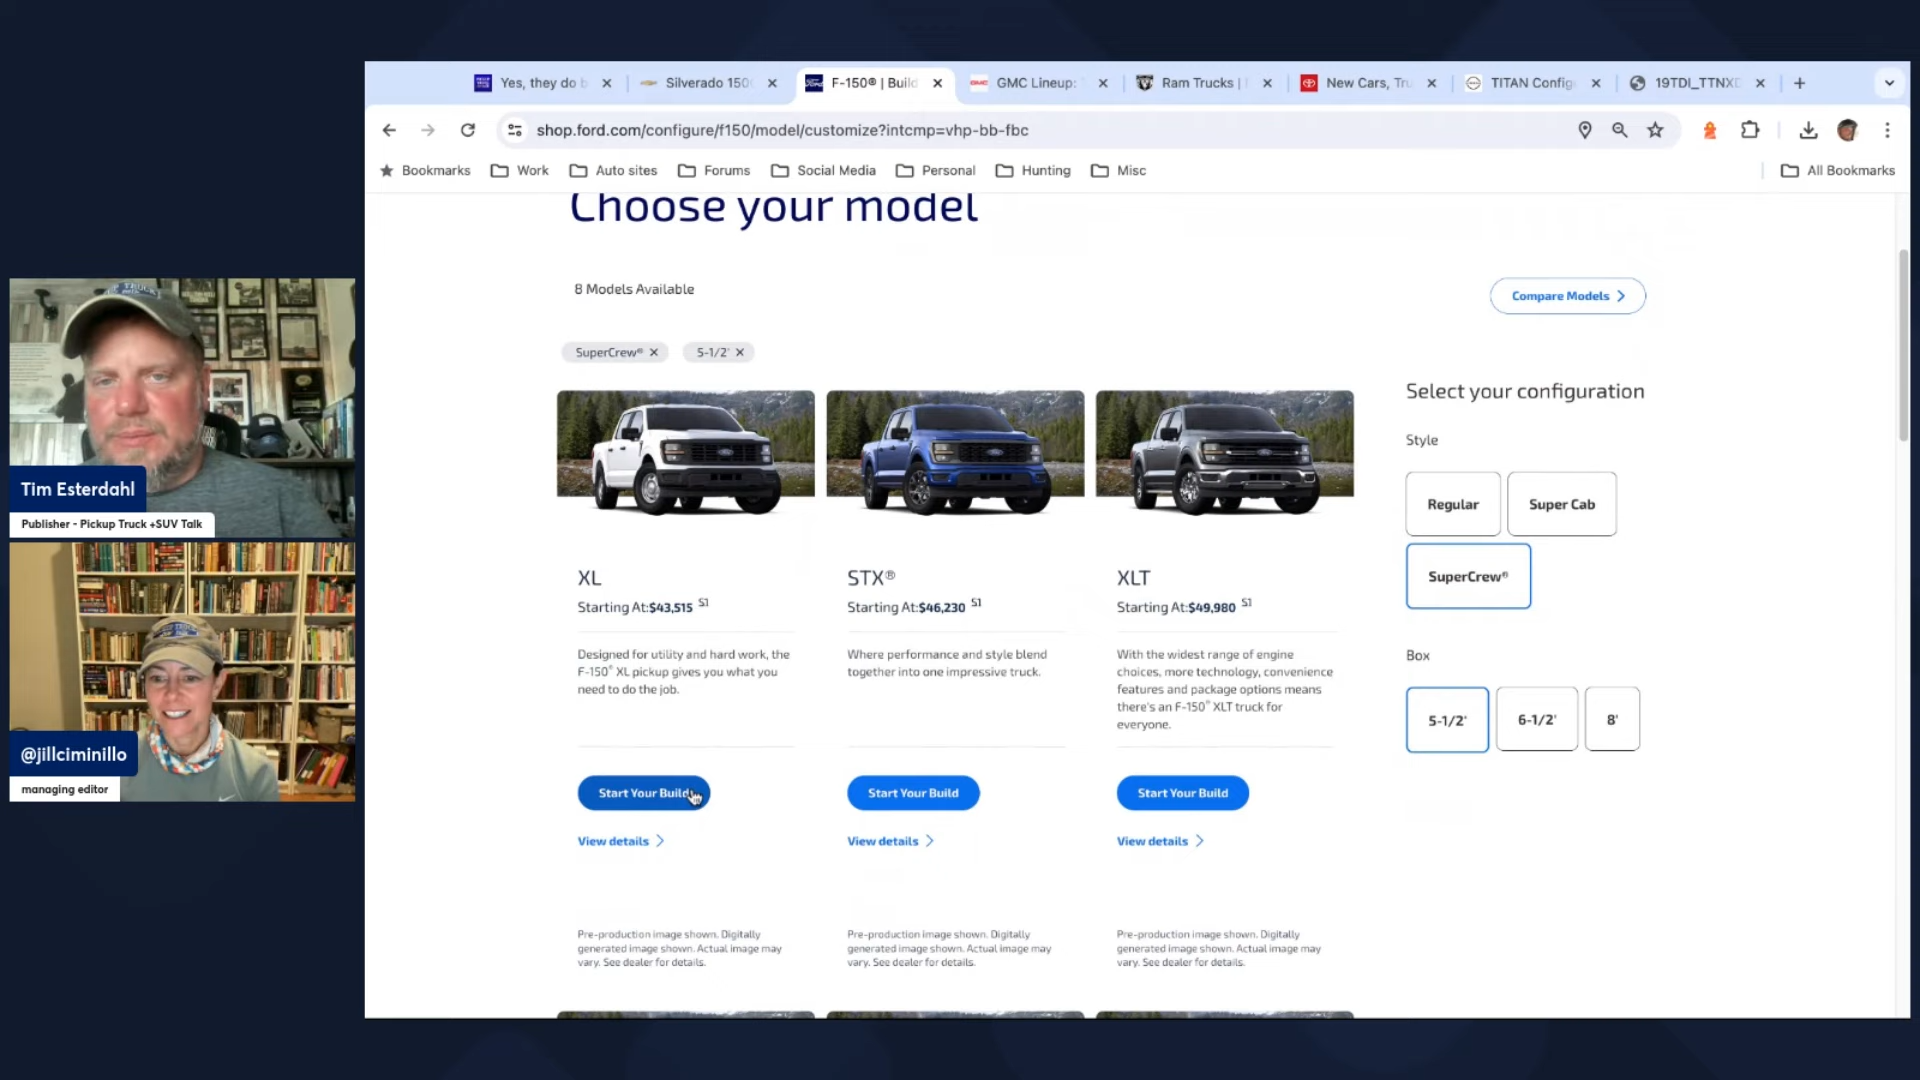 Yes, they do b
Silverado 150
F-150® | Build
GMC Lineup:
Ram Trucks |
New Cars, Tru
TITAN Config
19TDI_TTNXD
shop.ford.com/configure/f150/model/customize?intcmp=vhp-bb-fbc
Bookmarks
Work
Auto sites
Forums
Social Media
Personal
Hunting
Misc
All Bookmarks
Choose your model
8 Models Available
Compare Models
SuperCrew®
5-1/2'
XL
Starting At:$43,515 S1
Designed for utility and hard work, the
F-150® XL pickup gives you what you
need to do the job.
Start Your Build
View details
Pre-production image shown. Digitally
generated image shown. Actual image may
vary. See dealer for details.
STX®
Starting At:$46,230 S1
Where performance and style blend
together into one impressive truck.
Start Your Build
View details
Pre-production image shown. Digitally
generated image shown. Actual image may
vary. See dealer for details.
XLT
Starting At:$49,980 S1
With the widest range of engine
choices, more technology, convenience
features and package options means
there's an F-150® XLT truck for
everyone.
Start Your Build
View details
Pre-production image shown. Digitally
generated image shown. Actual image may
vary. See dealer for details.
Select your configuration
Style
Regular
Super Cab
SuperCrew®
Box
5-1/2'
6-1/2'
8'
Tim Esterdahl
Publisher - Pickup Truck +SUV Talk
@jillciminillo
managing editor